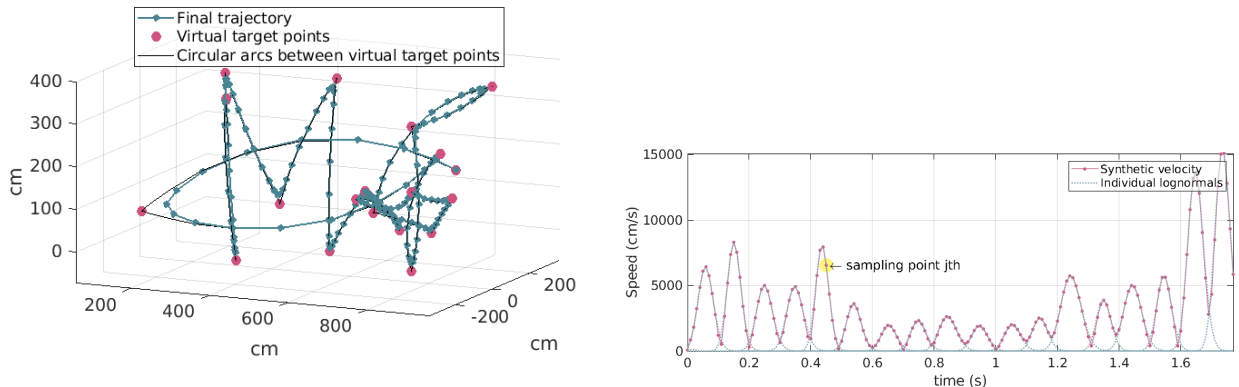 Final trajectory
Virtual target points
Circular arcs between virtual target points
400
300
200
100
0
cm
200
400
600
800
cm
-200
0
200
cm
15000
10000
5000
0
Speed (cm/s)
Synthetic velocity
Individual lognormals
← sampling point jth
0 0.2 0.4 0.6 0.8 1 1.2 1.4 1.6
time (s)